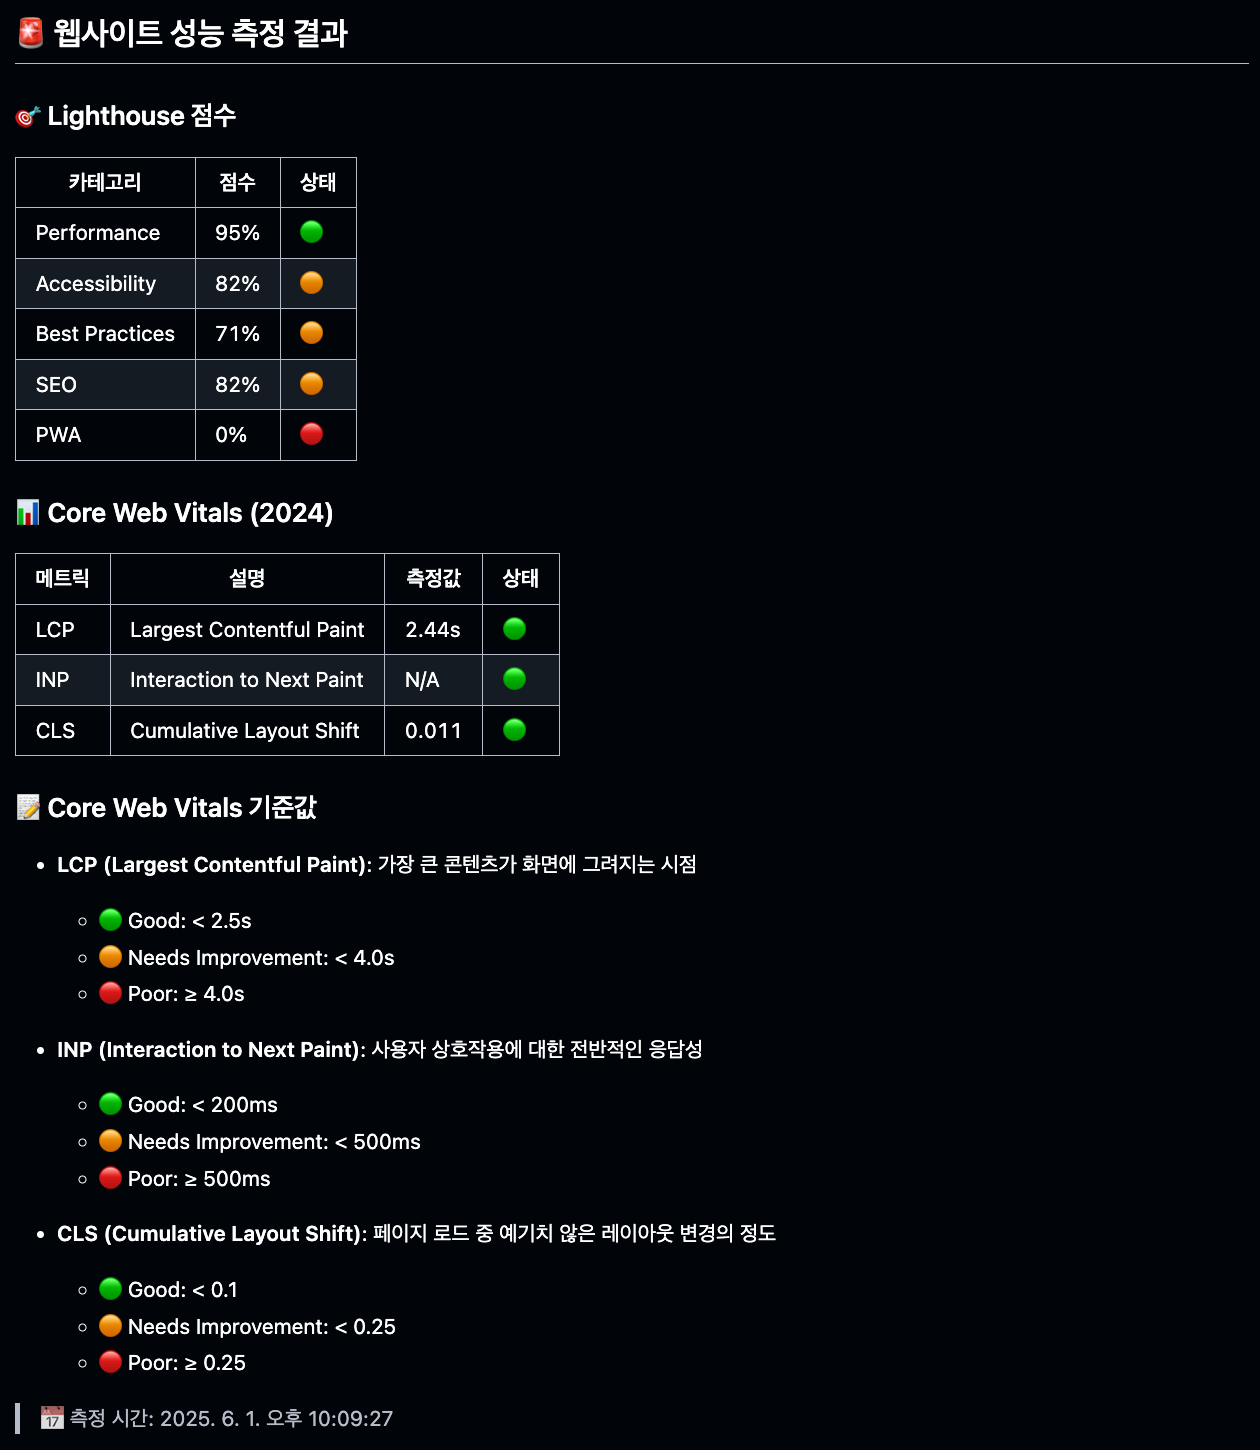 🚨 웹사이트 성능 측정 결과
🎯 Lighthouse 점수
카테고리 점수 상태
Performance 95% 🟢
Accessibility 82% 🟠
Best Practices 71% 🟠
SEO 82% 🟠
PWA 0% 🔴
📊 Core Web Vitals (2024)
메트릭 설명 측정값 상태
LCP Largest Contentful Paint 2.44s 🟢
INP Interaction to Next Paint N/A 🟢
CLS Cumulative Layout Shift 0.011 🟢
📝 Core Web Vitals 기준값
• LCP (Largest Contentful Paint): 가장 큰 콘텐츠가 화면에 그려지는 시점
◦ 🟢 Good: < 2.5s
◦ 🟠 Needs Improvement: < 4.0s
◦ 🔴 Poor: ≥ 4.0s
• INP (Interaction to Next Paint): 사용자 상호작용에 대한 전반적인 응답성
◦ 🟢 Good: < 200ms
◦ 🟠 Needs Improvement: < 500ms
◦ 🔴 Poor: ≥ 500ms
• CLS (Cumulative Layout Shift): 페이지 로드 중 예기치 않은 레이아웃 변경의 정도
◦ 🟢 Good: < 0.1
◦ 🟠 Needs Improvement: < 0.25
◦ 🔴 Poor: ≥ 0.25
📅 측정 시간: 2025. 6. 1. 오후 10:09:27